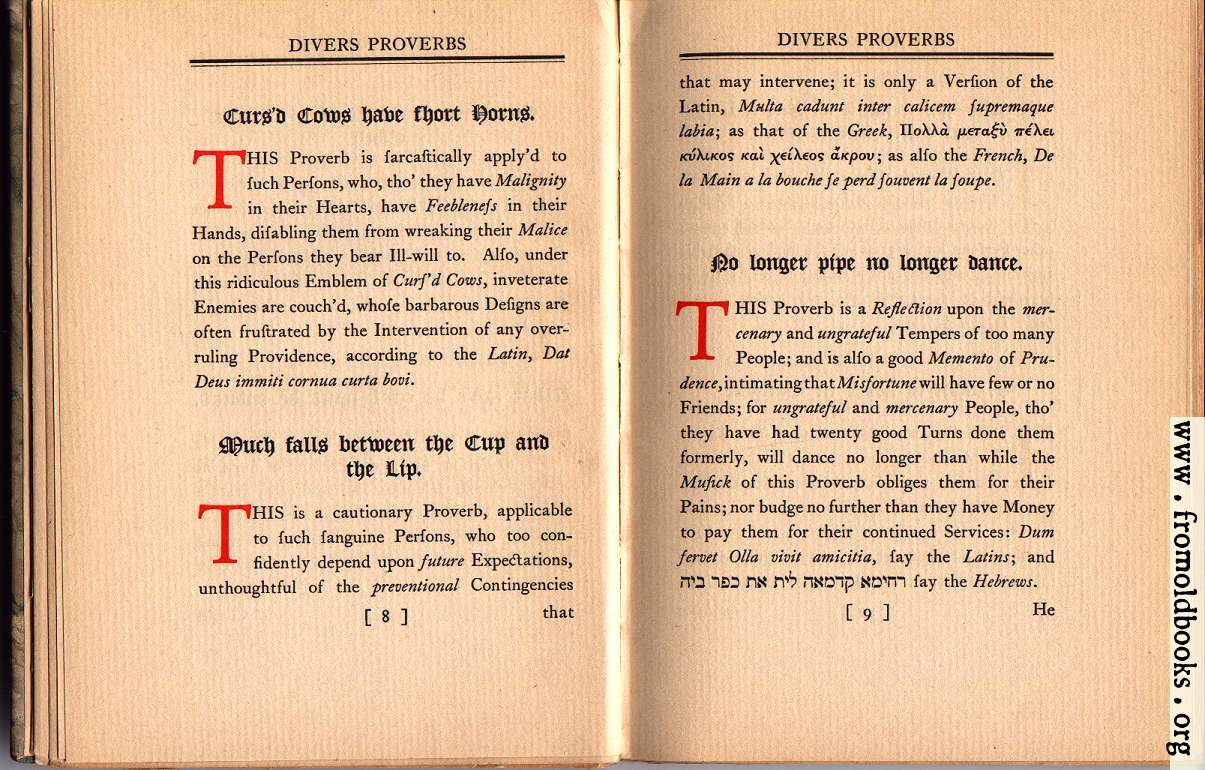 DIVERS PROVERBS
Curs'd Cows have ſhort Horns.
THIS Proverb is ſarcaſtically apply'd to
ſuch Perſons, who, tho' they have Malignity
in their Hearts, have Feebleneſs in their
Hands, diſabling them from wreaking their Malice
on the Perſons they bear Ill-will to. Alſo, under
this ridiculous Emblem of Curſ'd Cows, inveterate
Enemies are couch'd, whoſe barbarous Deſigns are
often fruſtrated by the Intervention of any over-
ruling Providence, according to the Latin, Dat
Deus immiti cornua curta bovi.
Much falls between the Cup and
the Lip.
THIS is a cautionary Proverb, applicable
to ſuch ſanguine Perſons, who too con-
fidently depend upon future Expectations,
unthoughtful of the preventional Contingencies
[ 8 ] that
DIVERS PROVERBS
that may intervene; it is only a Verſion of the
Latin, Multa cadunt inter calicem ſupremaque
labia; as that of the Greek, Πολλὰ μεταξὺ πέλει
κύλικος καὶ χείλεος ἄκρου; as alſo the French, De
la Main a la bouche ſe perd ſouvent la ſoupe.
No longer pipe no longer dance.
THIS Proverb is a Reflection upon the mer-
cenary and ungrateful Tempers of too many
People; and is alſo a good Memento of Pru-
dence, intimating that Misfortune will have few or no
Friends; for ungrateful and mercenary People, tho'
they have had twenty good Turns done them
formerly, will dance no longer than while the
Muſick of this Proverb obliges them for their
Pains; nor budge no further than they have Money
to pay them for their continued Services: Dum
fervet Olla vivit amicitia, ſay the Latins; and
רחימא קדמאה לית את כפר ביה ſay the Hebrews.
[ 9 ] He
www.fromoldbooks.org